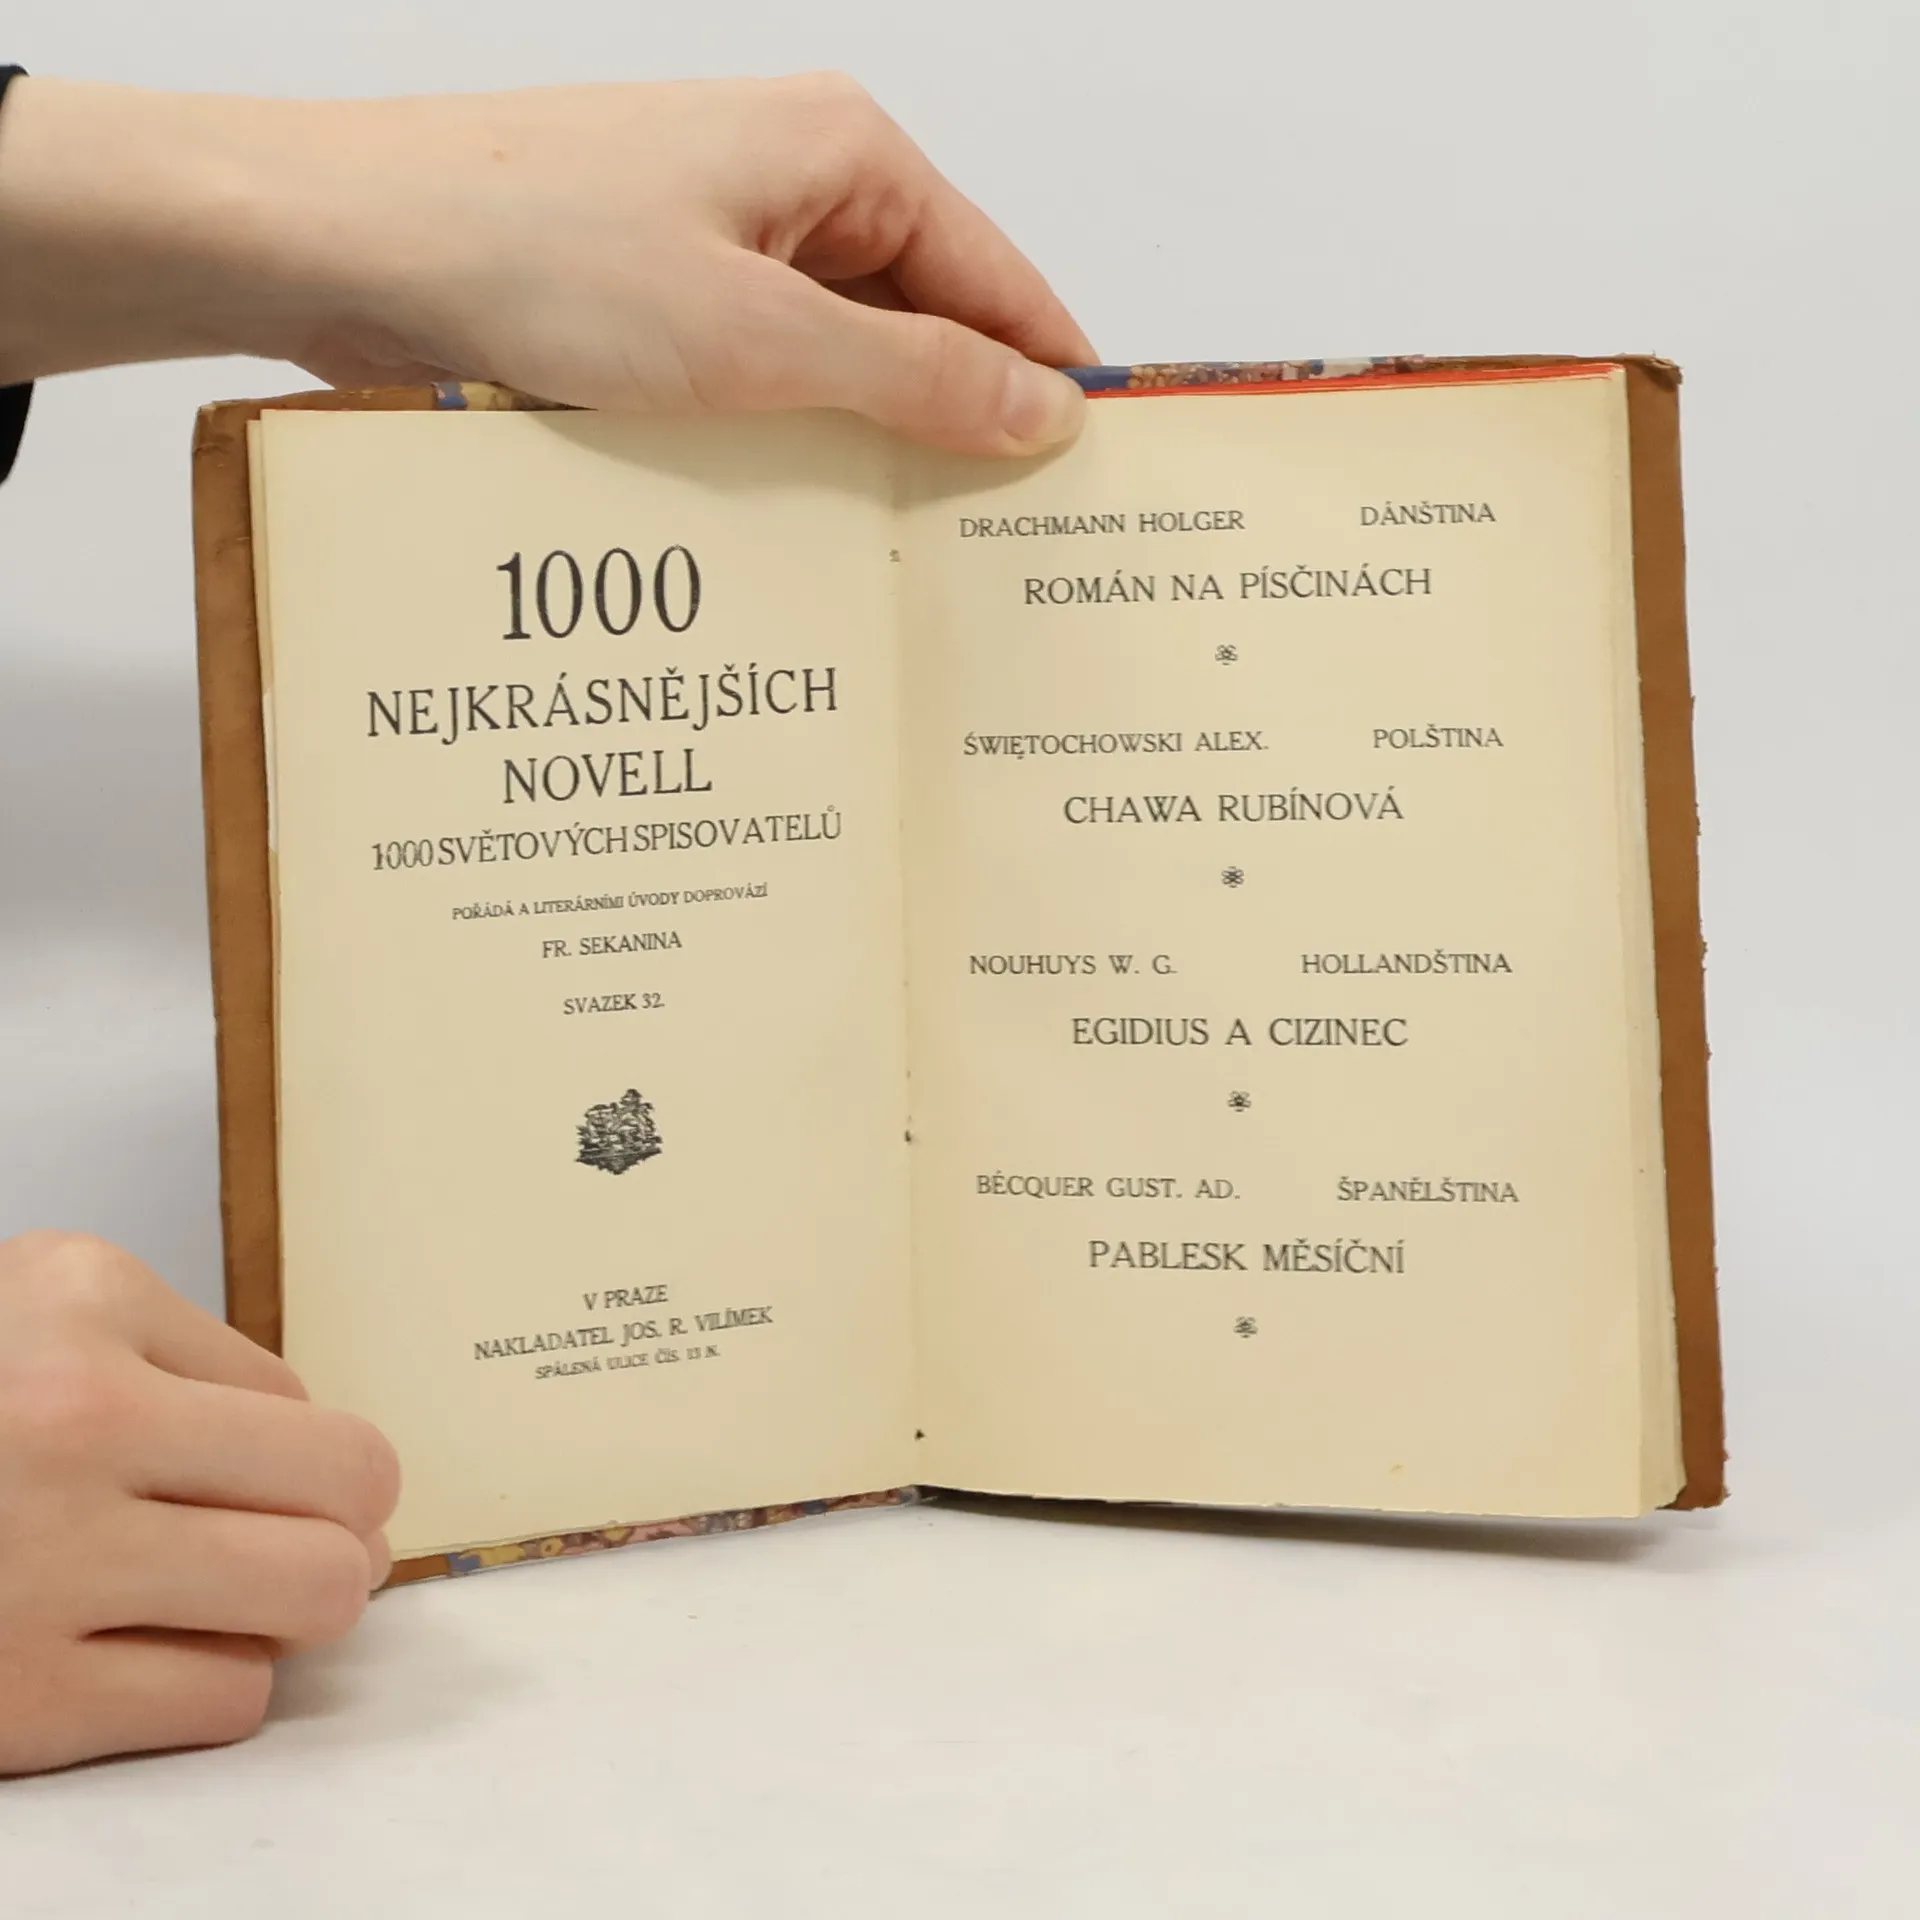 1000
NEJKRÁSNĚJŠÍCH
NOVELL
1000 SVĚTOVÝCH SPISOVATELŮ
POŘÁDÁ A LITERÁRNÍMI ÚVODY DOPROVÁZÍ
FR. SEKANINA
SVAZEK 32.
V PRAZE
NAKLADATEL JOS. R. VILÍMEK
SPÁLENÁ ULICE ČÍS. 13 N.
DRACHMANN HOLGER DÁNŠTINA
ROMÁN NA PÍSČINÁCH
ŚWIĘTOCHOWSKI ALEX. POLŠTINA
CHAWA RUBÍNOVÁ
NOUHUYS W. G. HOLLANDŠTINA
EGIDIUS A CIZINEC
BÉCQUER GUST. AD. ŠPANĚLŠTINA
PABLESK MĚSÍČNÍ